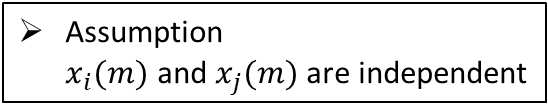 ➤ Assumption
𝑥ᵢ(𝑚) and 𝑥ⱼ(𝑚) are independent